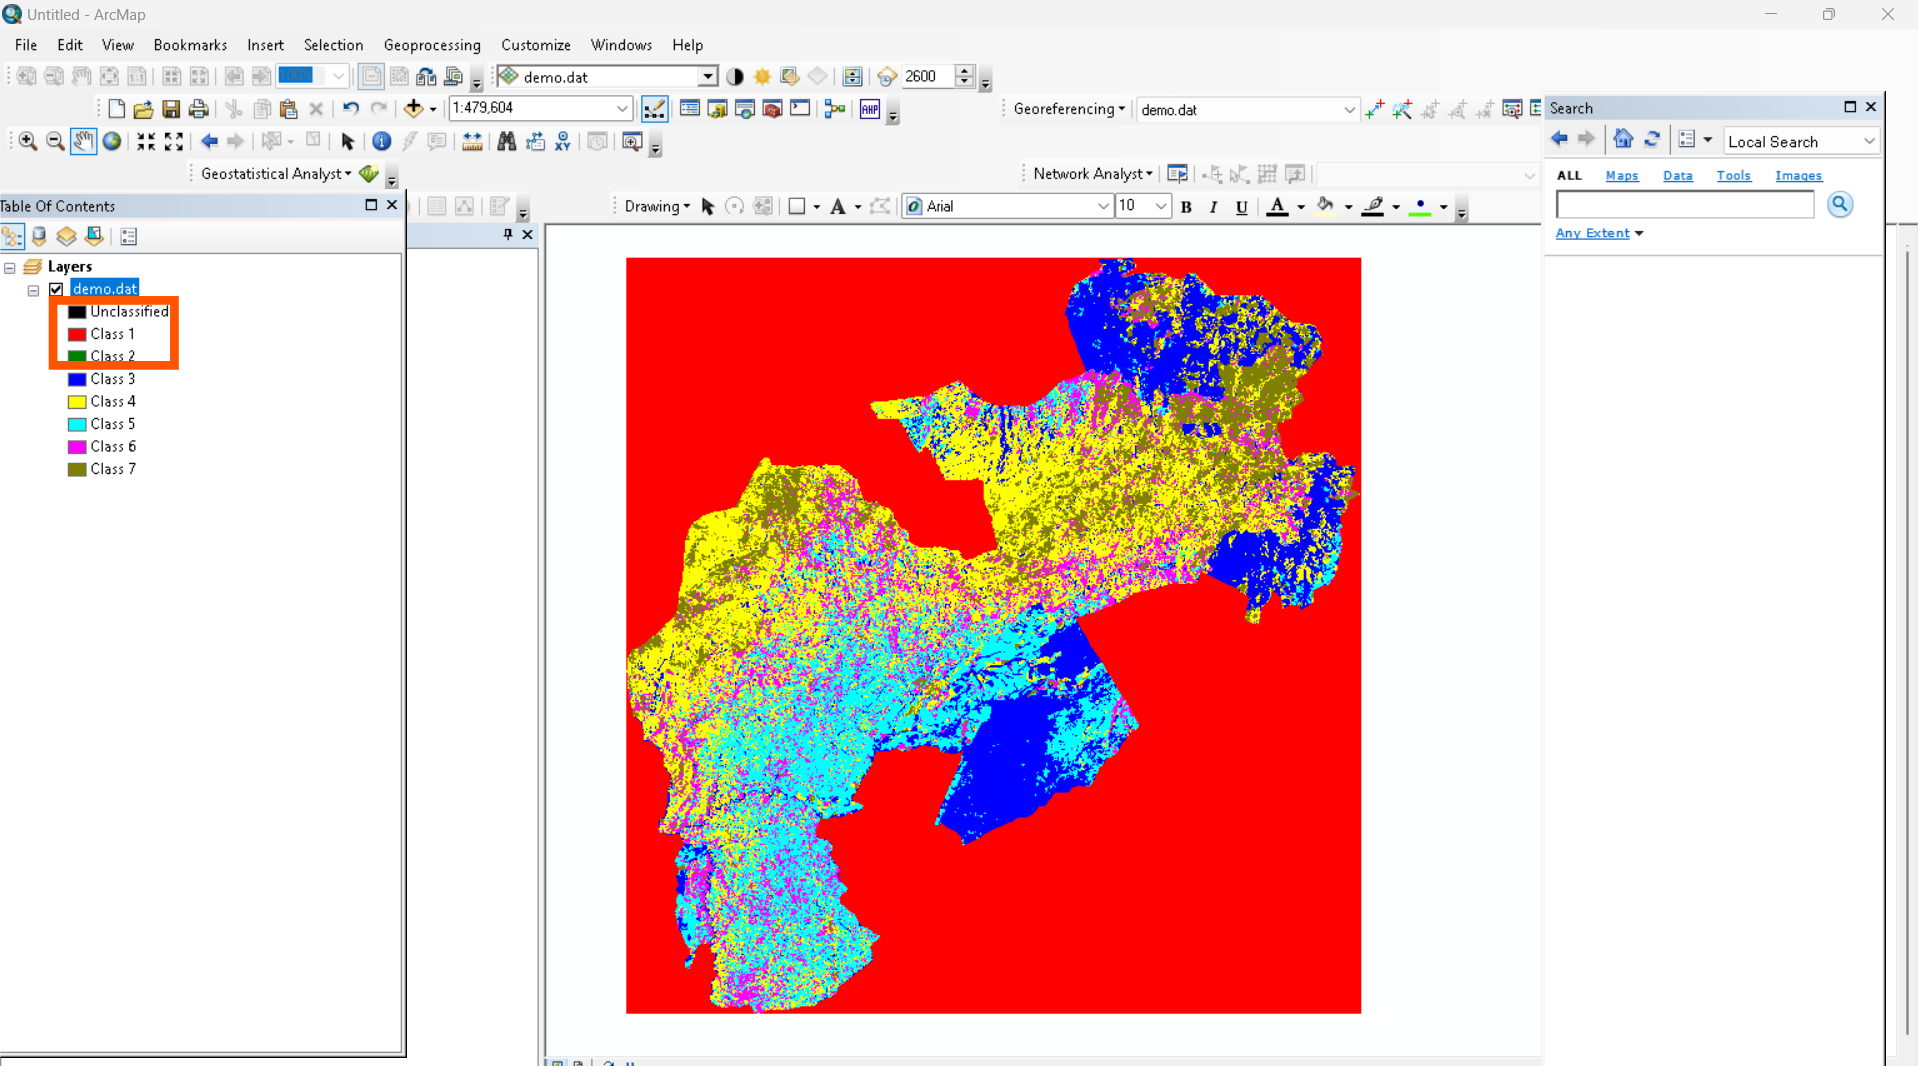 Untitled - ArcMap
File Edit View Bookmarks Insert Selection Geoprocessing Customize Windows Help
100% demo.dat 2600
1:479,604 AHP Georeferencing demo.dat
XY
Geostatistical Analyst Network Analyst
Table Of Contents
Drawing A Arial 10 B I U A
Layers
demo.dat
Unclassified
Class 1
Class 2
Class 3
Class 4
Class 5
Class 6
Class 7
Search
Local Search
ALL Maps Data Tools Images
Any Extent